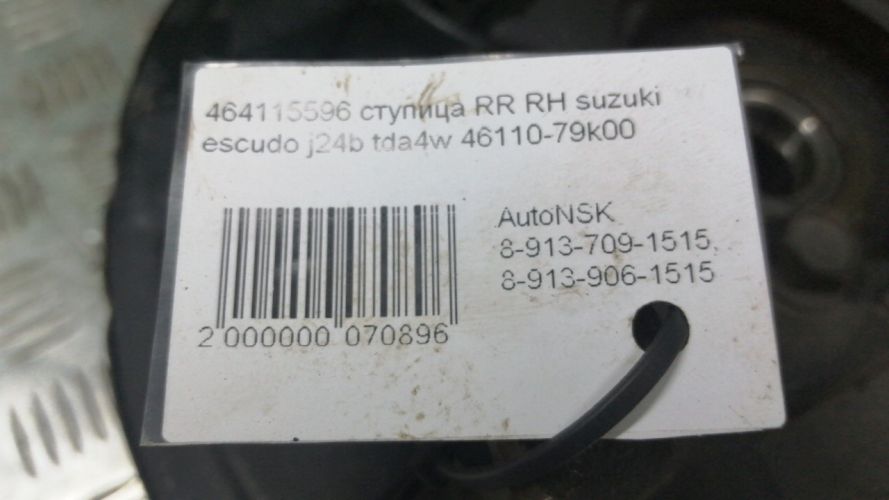 464115596 ступица RR RH suzuki
escudo j24b tda4w 46110-79k00
AutoNSK
8-913-709-1515,
8-913-906-1515
2 000000 070896